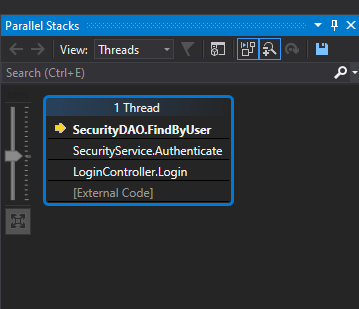 Parallel Stacks
View: Threads
Search (Ctrl+E)
1 Thread
SecurityDAO.FindByUser
SecurityService.Authenticate
LoginController.Login
[External Code]